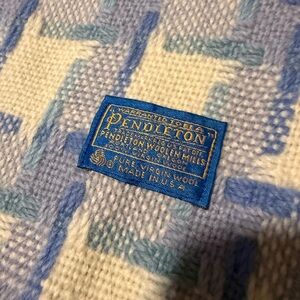 WARRANTED TO BE A
PENDLETON
PENDLETON WOOLEN MILLS
PURE VIRGIN WOOL
MADE IN U.S.A.